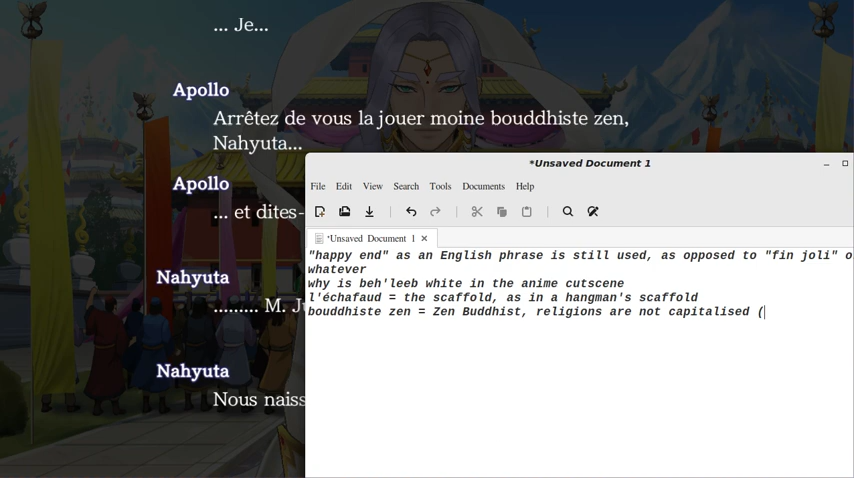 ... Je...
Apollo
Arrêtez de vous la jouer moine bouddhiste zen,
Nahyuta...
Apollo
... et dites-
Nahyuta
......... M. Ju
Nahyuta
Nous naiss
*Unsaved Document 1
File Edit View Search Tools Documents Help
*Unsaved Document 1
"happy end" as an English phrase is still used, as opposed to "fin joli" o
whatever
why is beh'leeb white in the anime cutscene
l'échafaud = the scaffold, as in a hangman's scaffold
bouddhiste zen = Zen Buddhist, religions are not capitalised (